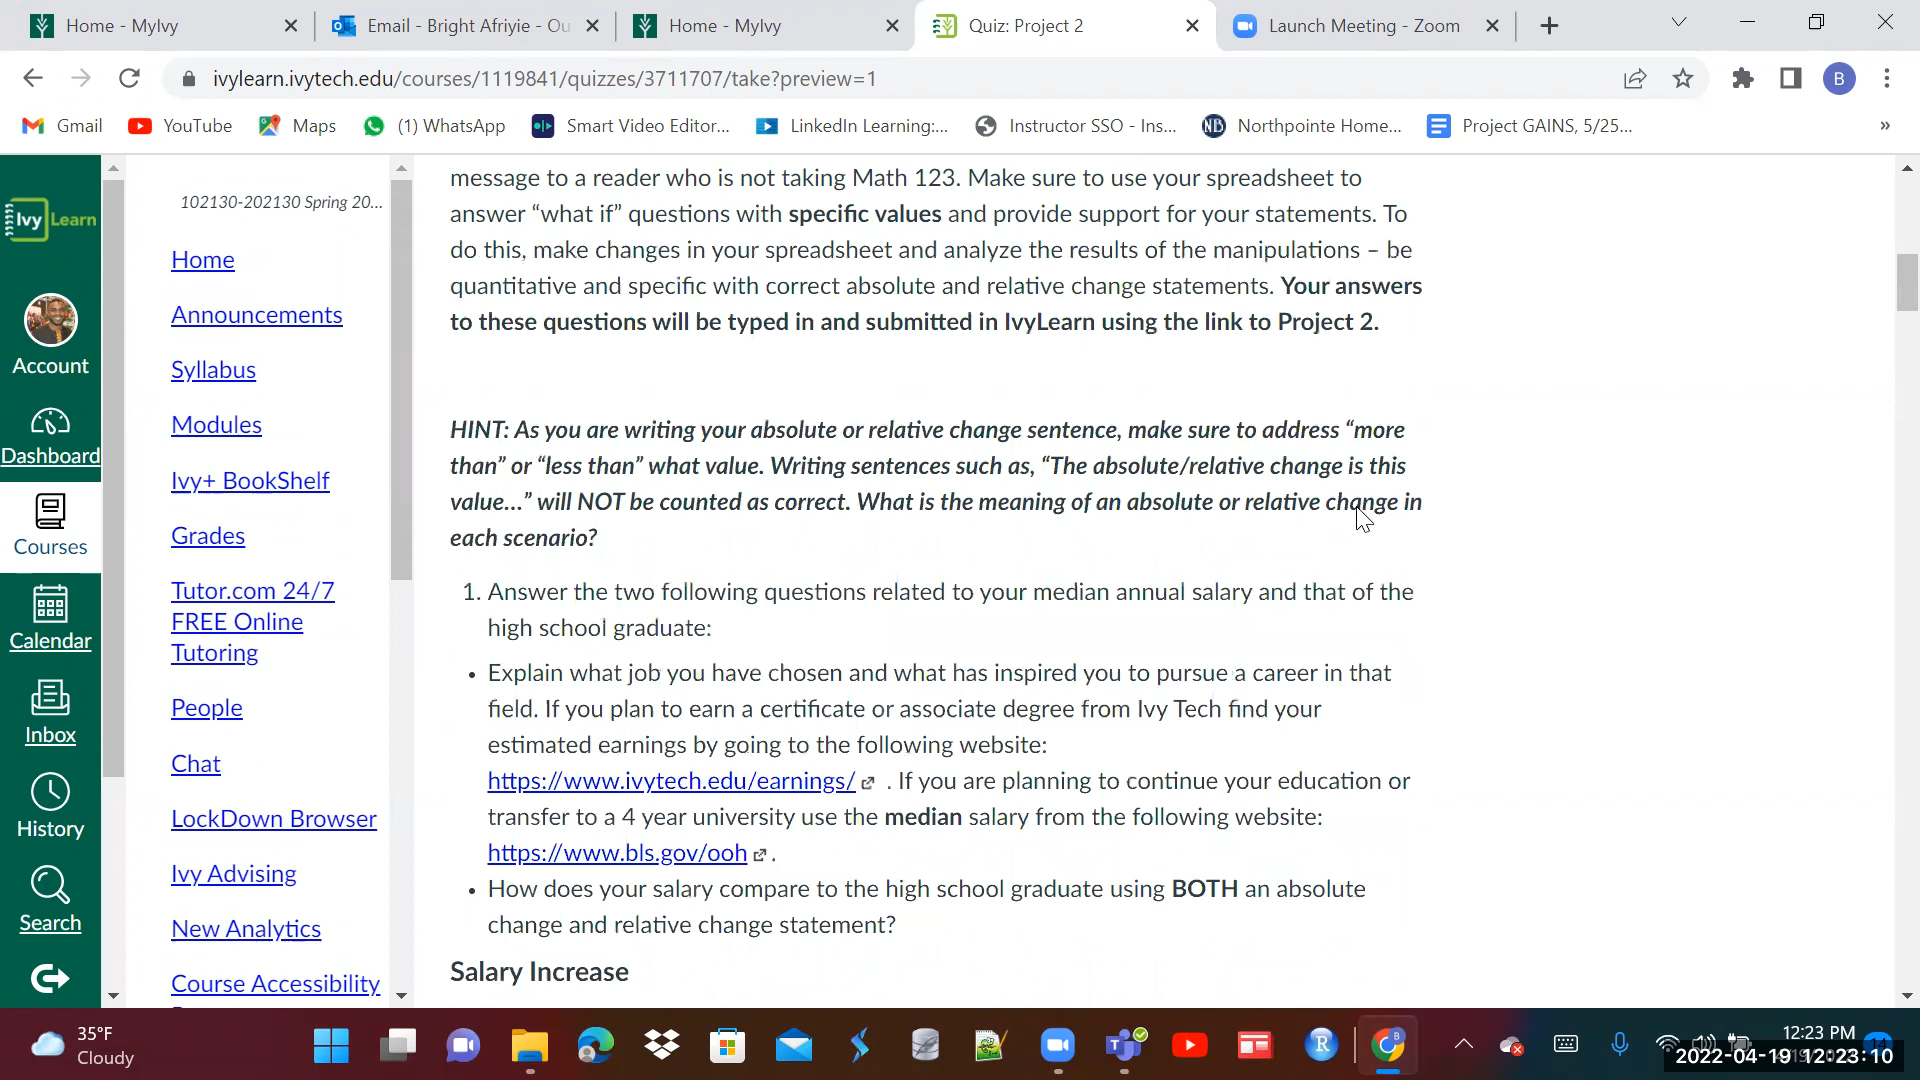 Home - MyIvy
Email - Bright Afriyie - Ou
Home - MyIvy
Quiz: Project 2
Launch Meeting - Zoom
ivylearn.ivytech.edu/courses/1119841/quizzes/3711707/take?preview=1
B
Gmail
YouTube
Maps
(1) WhatsApp
Smart Video Editor...
LinkedIn Learning:...
Instructor SSO - Ins...
NB
Northpointe Home...
Project GAINS, 5/25...
Ivy Learn
Account
Dashboard
Courses
Calendar
Inbox
History
Search
102130-202130 Spring 20...
Home
Announcements
Syllabus
Modules
Ivy+ BookShelf
Grades
Tutor.com 24/7
FREE Online
Tutoring
People
Chat
LockDown Browser
Ivy Advising
New Analytics
Course Accessibility
message to a reader who is not taking Math 123. Make sure to use your spreadsheet to
answer “what if” questions with specific values and provide support for your statements. To
do this, make changes in your spreadsheet and analyze the results of the manipulations – be
quantitative and specific with correct absolute and relative change statements. Your answers
to these questions will be typed in and submitted in IvyLearn using the link to Project 2.
HINT: As you are writing your absolute or relative change sentence, make sure to address “more
than” or “less than” what value. Writing sentences such as, “The absolute/relative change is this
value...” will NOT be counted as correct. What is the meaning of an absolute or relative change in
each scenario?
1. Answer the two following questions related to your median annual salary and that of the
high school graduate:
• Explain what job you have chosen and what has inspired you to pursue a career in that
field. If you plan to earn a certificate or associate degree from Ivy Tech find your
estimated earnings by going to the following website:
https://www.ivytech.edu/earnings/ . If you are planning to continue your education or
transfer to a 4 year university use the median salary from the following website:
https://www.bls.gov/ooh .
• How does your salary compare to the high school graduate using BOTH an absolute
change and relative change statement?
Salary Increase
35°F
Cloudy
R
B
12:23 PM
2022-04-19 12:23:10